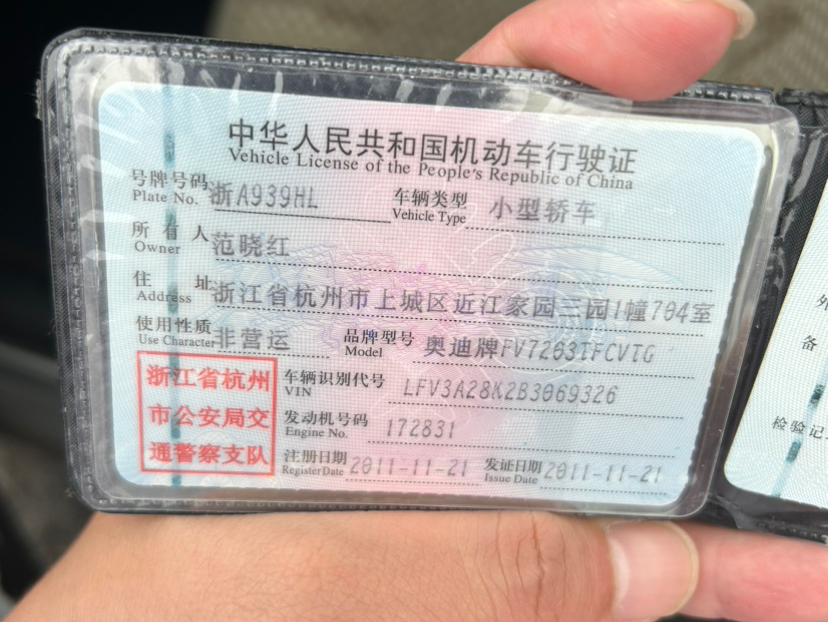 中华人民共和国机动车行驶证
Vehicle License of the People's Republic of China
号牌号码 浙A939HL 车辆类型 小型轿车
Plate No. Vehicle Type
所有人 范晓红
Owner
住址 浙江省杭州市上城区近江家园三园1幢704室
Address
使用性质 非营运 品牌型号 奥迪牌FV7203TFCVTG
Use Character Model
浙江省杭州
市公安局交
通警察支队
车辆识别代号 LFV3A28K2B3069326
VIN
发动机号码 172831
Engine No.
注册日期 2011-11-21 发证日期 2011-11-21
Register Date Issue Date
外
备
检验记